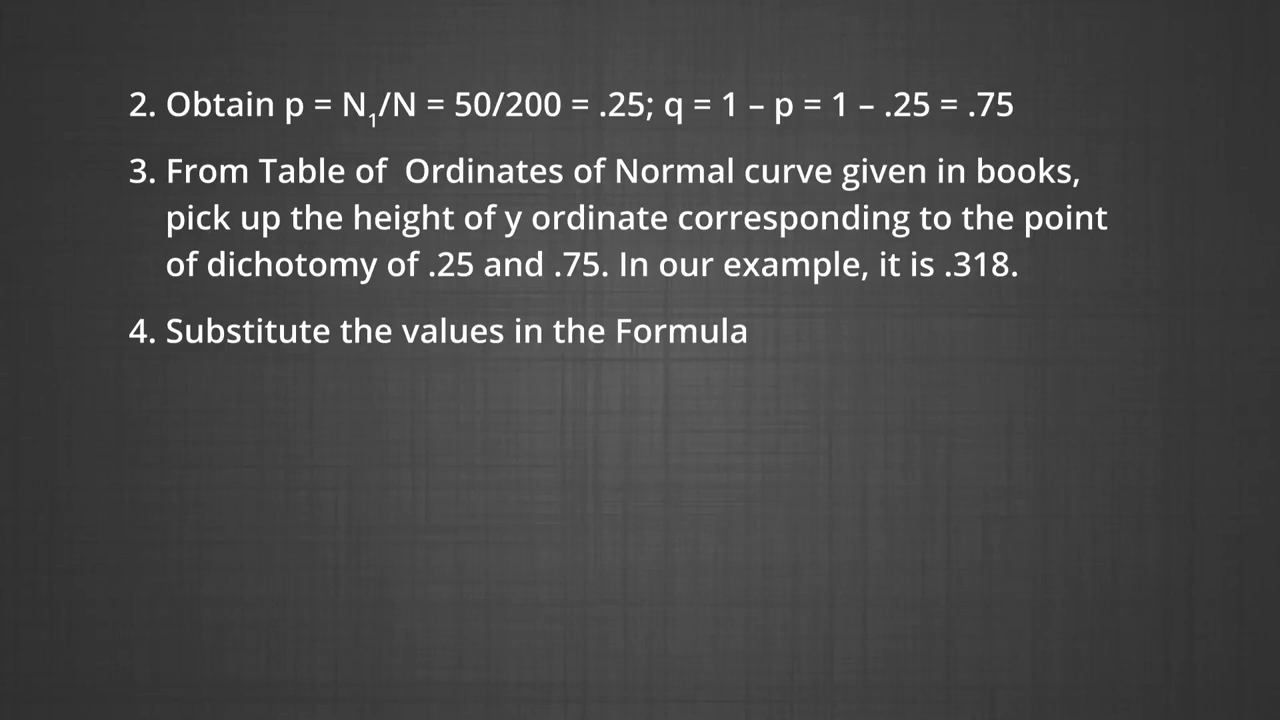 2. Obtain p = N₁/N = 50/200 = .25; q = 1 – p = 1 – .25 = .75
3. From Table of  Ordinates of Normal curve given in books,
pick up the height of y ordinate corresponding to the point
of dichotomy of .25 and .75. In our example, it is .318.
4. Substitute the values in the Formula